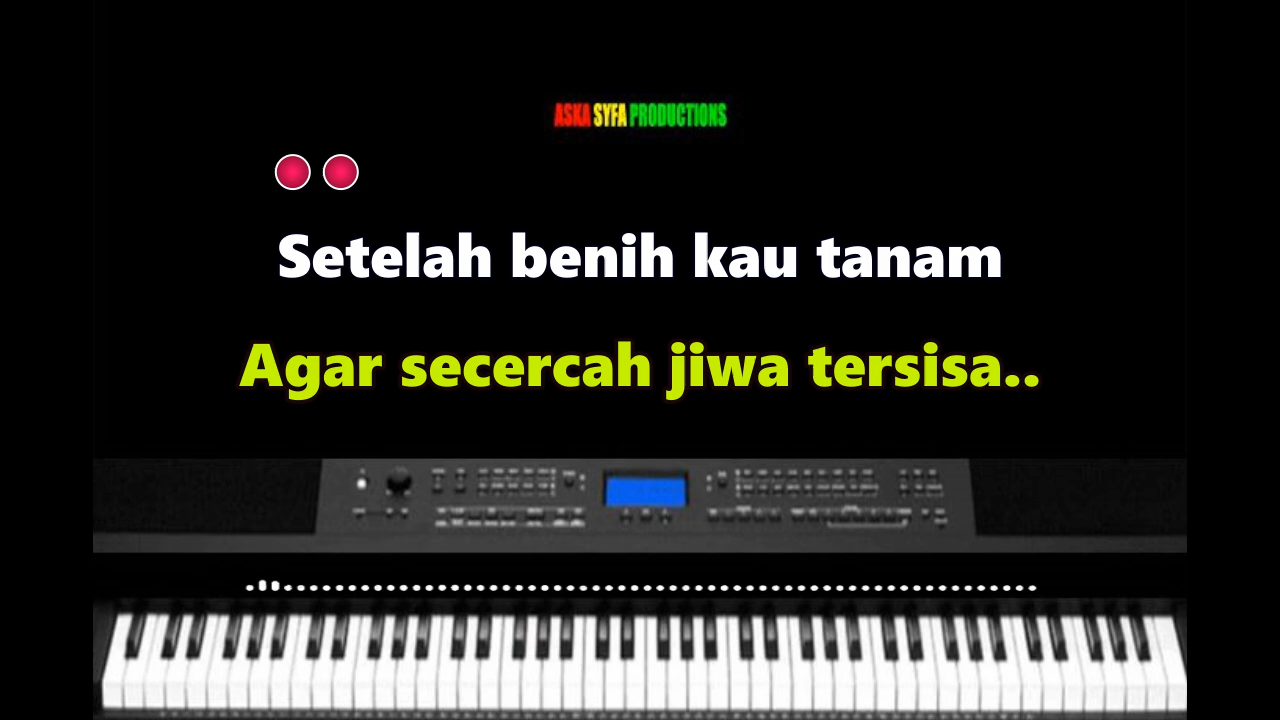 ASKA SYFA PRODUCTIONS
Setelah benih kau tanam
Agar secercah jiwa tersisa..